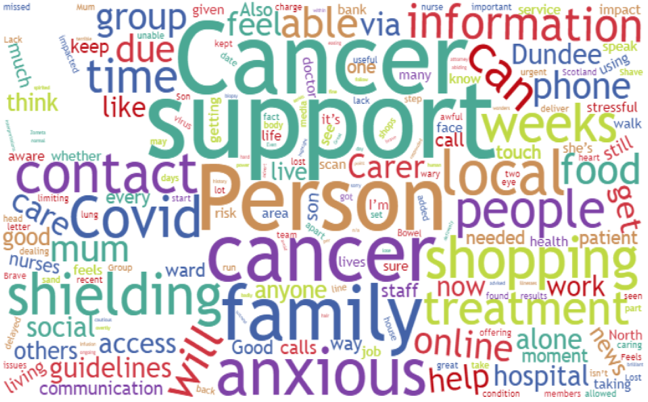 missed
Mum
group
given
Also
charge
bank
nurse
important
service
impact
information
Lack
impacted
unable
feel
able
via
much
keep
due
kept
Cancer
doctor
one
useful
many
know
using
speak
Dundee
can
urgent
Scotland
shave
phone
time
date
like
think
son
virus
getting
support
fact
body
life
media
see
it's
lack
shops
step
awful
face
call
deliver
stressful
walk
weeks
touch
still
aware
whether
may
days
live
lost
scan
Carer
wary
she's
heart
contact
every
start
lot
Person
I'm
set
got
son
local
two
eye
food
get
limiting
lung
care
Covid
risk
area
added
people
head
letter
good
dealing
mum
team
apart
Bowel
needed
health
patient
nurses
ward
run
cancer
lives
sure
shopping
Brave
sand
feels
recent
Group
shielding
anyone
line
staff
now
work
found
results
seen
part
family
treatment
delayed
social
others
access
will
Good
calls
way
job
house
online
alone
moment
offering
news
North
caring
Feels
issues
living
guidelines
communication
back
anxious
great
take
help
hospital
isn't
taking
Lost
condition
members
allowed